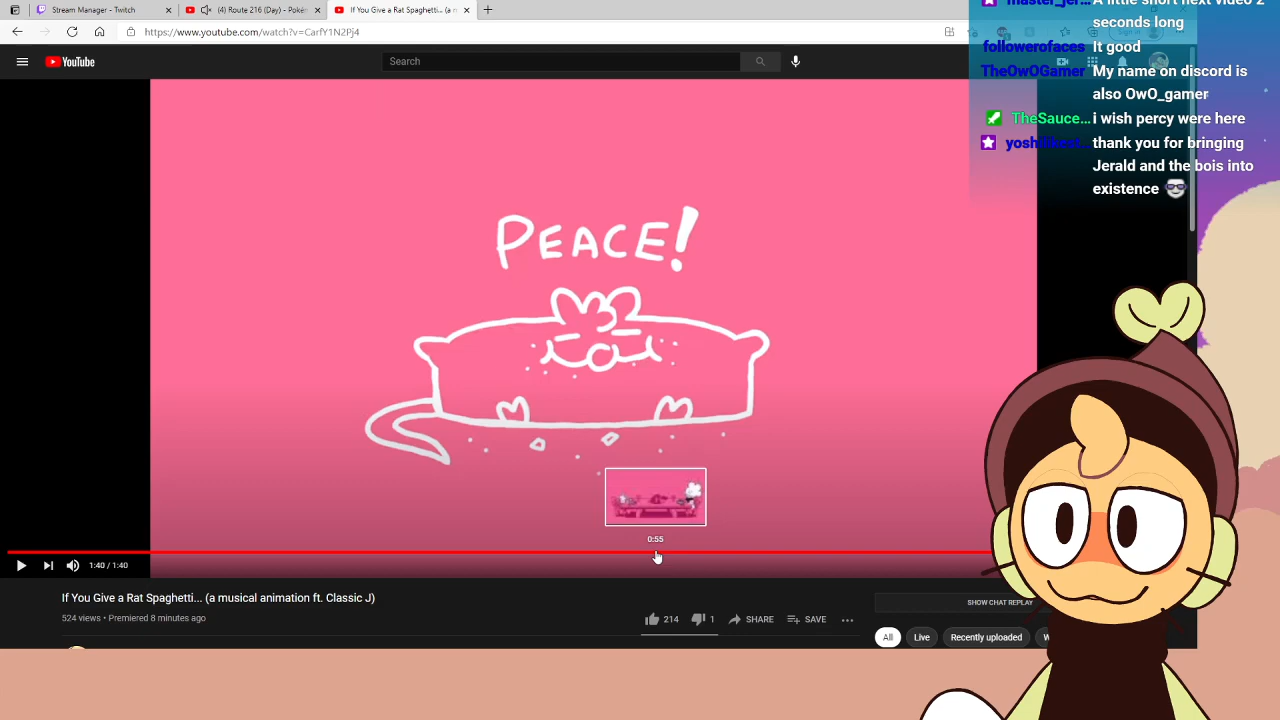 Stream Manager - Twitch
(4) Route 216 (Day) - Pokém
If You Give a Rat Spaghetti... (a m
https://www.youtube.com/watch?v=CarfY1N2Pj4
YouTube
Search
PEACE!
0:55
1:40 / 1:40
If You Give a Rat Spaghetti... (a musical animation ft. Classic J)
524 views • Premiered 8 minutes ago
214
1
SHARE
SAVE
SHOW CHAT REPLAY
All
Live
Recently uploaded
A little short next video 2
seconds long
followerofaces It good
TheOwOGamer My name on discord is
also OwO_gamer
TheSauce... i wish percy were here
yoshilikest... thank you for bringing
Jerald and the bois into
existence